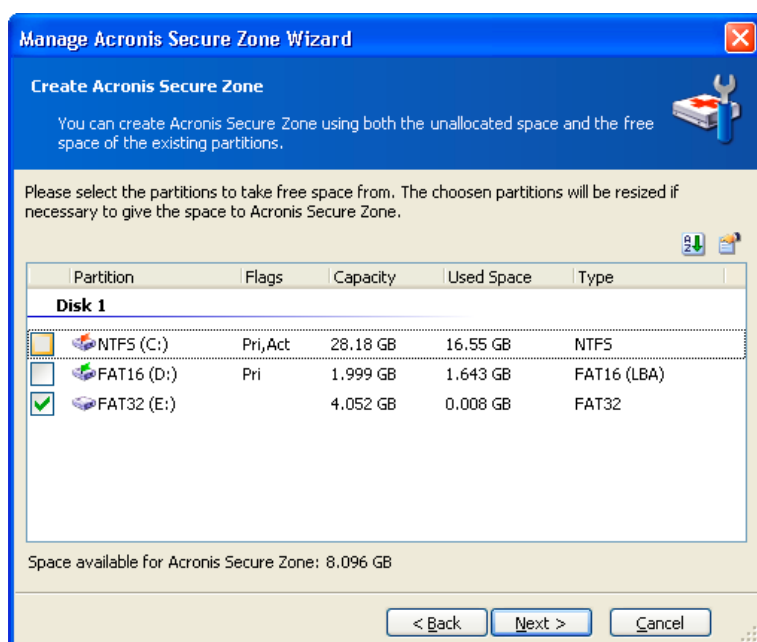 Manage Acronis Secure Zone Wizard
Create Acronis Secure Zone
You can create Acronis Secure Zone using both the unallocated space and the free
space of the existing partitions.
Please select the partitions to take free space from. The choosen partitions will be resized if
necessary to give the space to Acronis Secure Zone.
Partition Flags Capacity Used Space Type
Disk 1
NTFS (C:) Pri,Act 28.18 GB 16.55 GB NTFS
FAT16 (D:) Pri 1.999 GB 1.643 GB FAT16 (LBA)
FAT32 (E:) 4.052 GB 0.008 GB FAT32
Space available for Acronis Secure Zone: 8.096 GB
< Back Next > Cancel